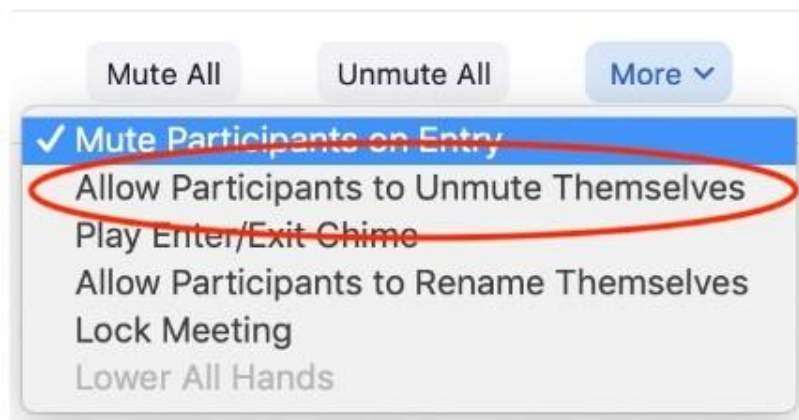 Mute All Unmute All More
✓ Mute Participants on Entry
Allow Participants to Unmute Themselves
Play Enter/Exit Chime
Allow Participants to Rename Themselves
Lock Meeting
Lower All Hands